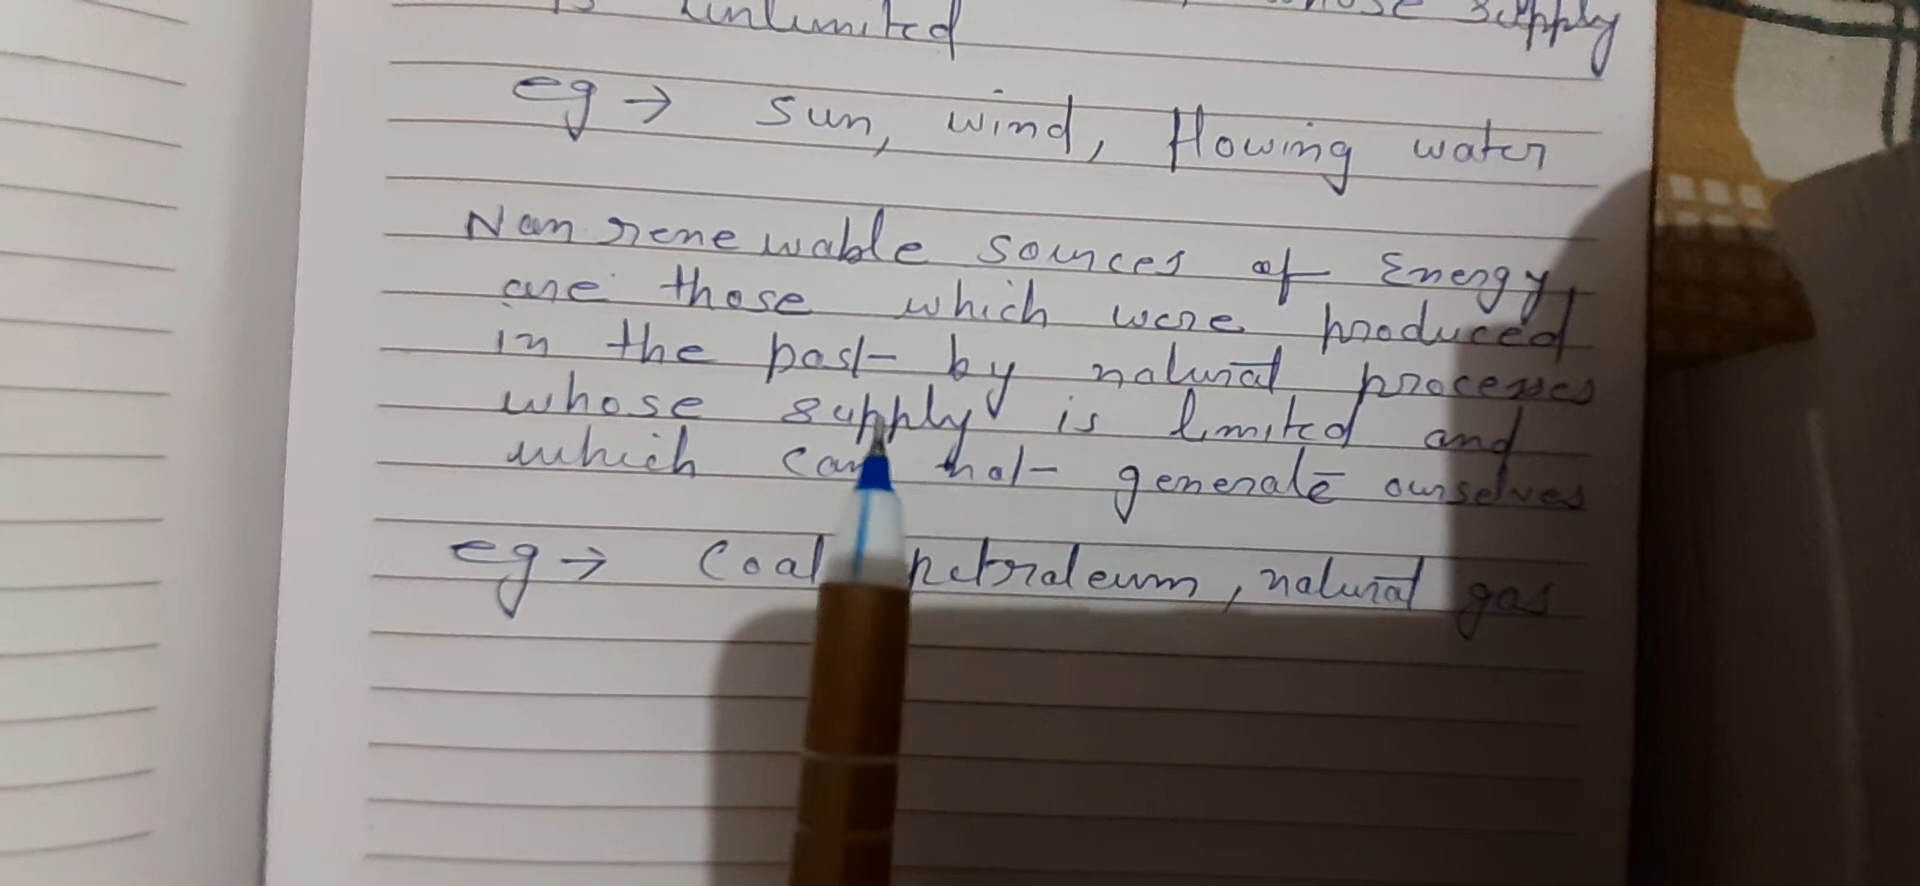 is unlimited whose supply
eg → sun, wind, flowing water
Non renewable sources of Energy
are those which were produced
in the past by natural processes
whose supply is limited and
which can not generate ourselves
eg → coal petroleum, natural gas